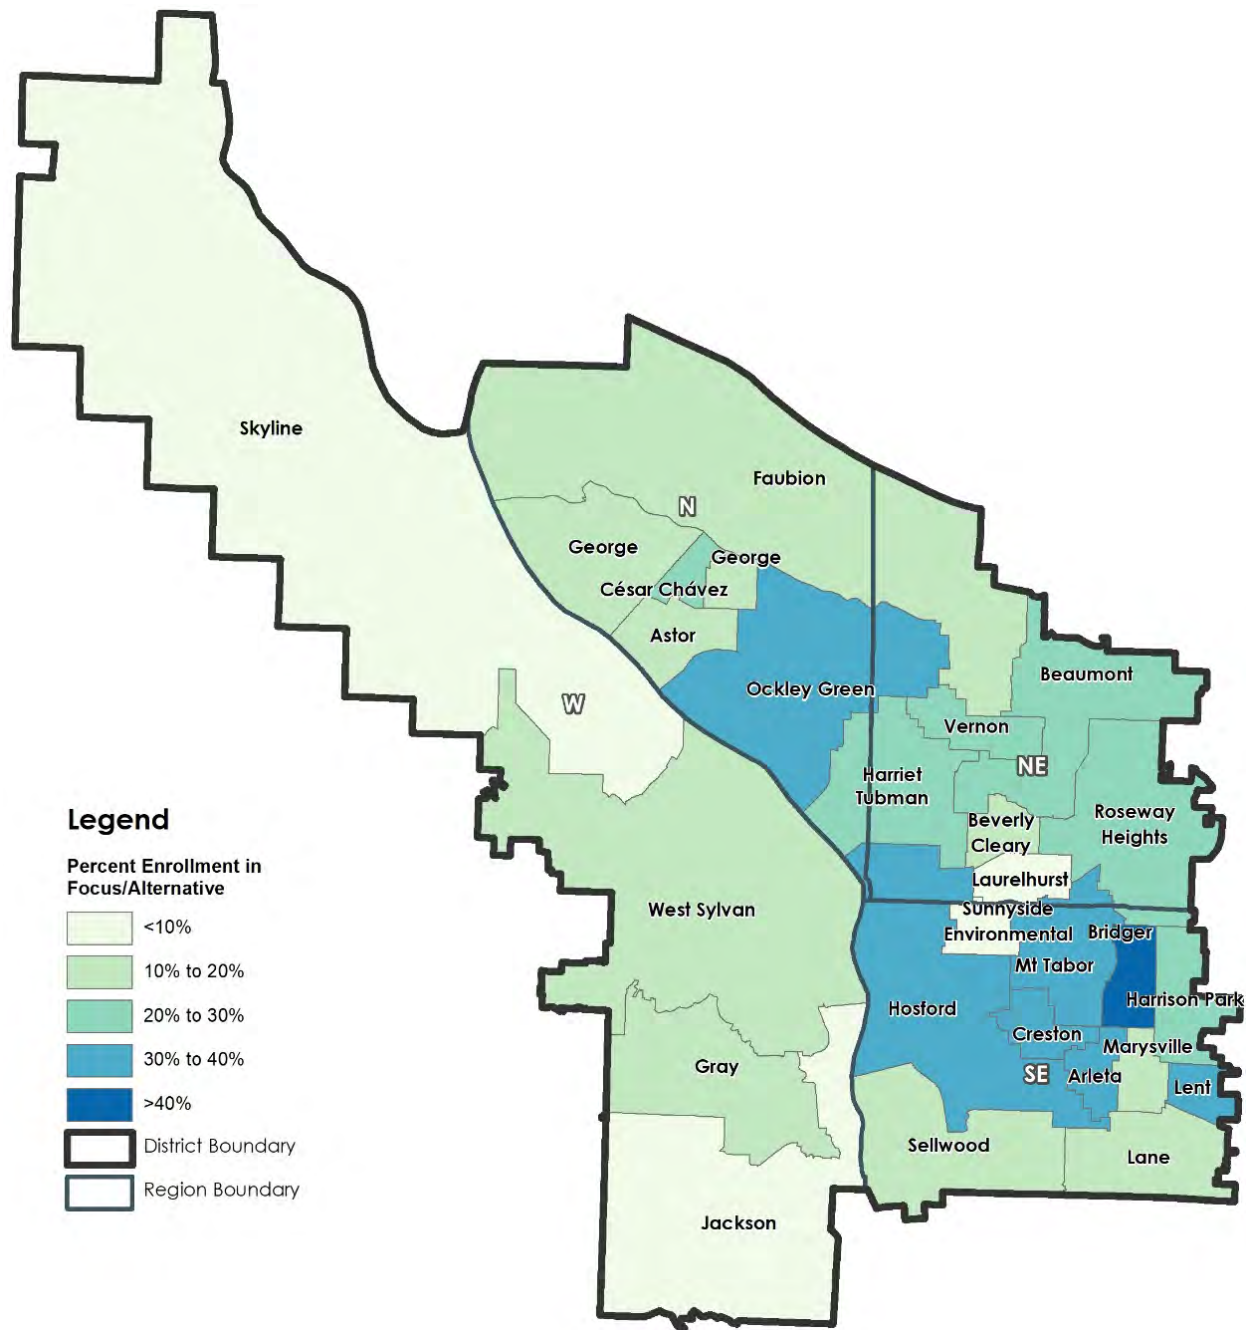 Skyline
Faubion
N
George
George
César Chávez
Astor
Beaumont
Ockley Green
W
Vernon
NE
Harriet
Tubman
Beverly
Cleary
Roseway
Heights
Laurelhurst
West Sylvan
Sunnyside
Environmental
Bridger
Mt Tabor
Harrison Park
Hosford
Creston
Marysville
Gray
SE
Arleta
Lent
Sellwood
Lane
Jackson
Legend
Percent Enrollment in
Focus/Alternative
<10%
10% to 20%
20% to 30%
30% to 40%
>40%
District Boundary
Region Boundary